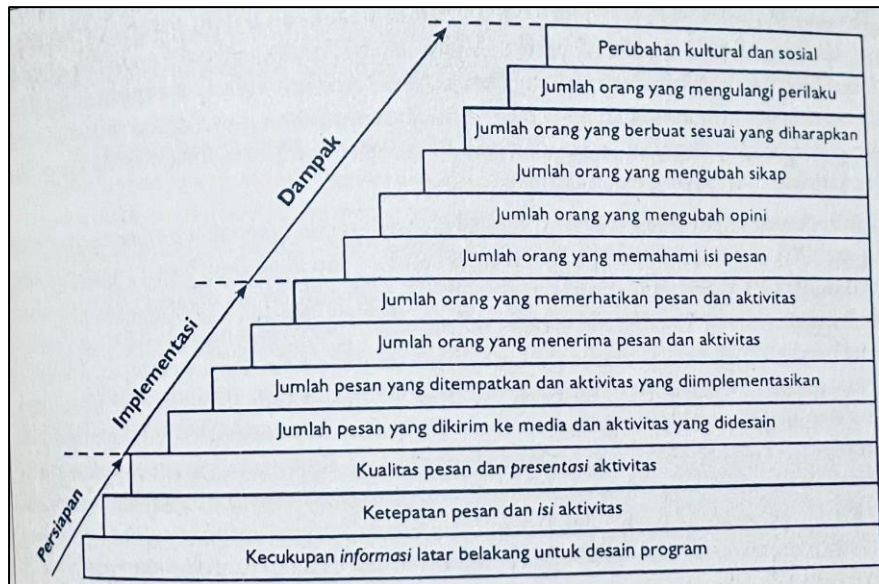 Perubahan kultural dan sosial
Jumlah orang yang mengulangi perilaku
Jumlah orang yang berbuat sesuai yang diharapkan
Jumlah orang yang mengubah sikap
Jumlah orang yang mengubah opini
Jumlah orang yang memahami isi pesan
Dampak
Jumlah orang yang memerhatikan pesan dan aktivitas
Jumlah orang yang menerima pesan dan aktivitas
Jumlah pesan yang ditempatkan dan aktivitas yang diimplementasikan
Jumlah pesan yang dikirim ke media dan aktivitas yang didesain
Implementasi
Kualitas pesan dan presentasi aktivitas
Ketepatan pesan dan isi aktivitas
Kecukupan informasi latar belakang untuk desain program
Persiapan